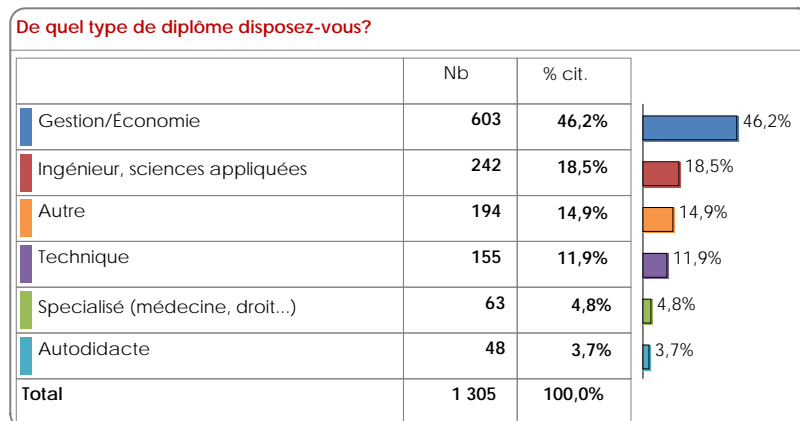 De quel type de diplôme disposez-vous?
Nb % cit.
Gestion/Économie 603 46,2% 46,2%
Ingénieur, sciences appliquées 242 18,5% 18,5%
Autre 194 14,9% 14,9%
Technique 155 11,9% 11,9%
Specialisé (médecine, droit...) 63 4,8% 4,8%
Autodidacte 48 3,7% 3,7%
Total 1 305 100,0%